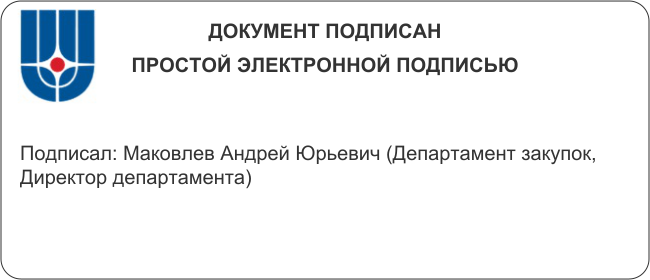 ДОКУМЕНТ ПОДПИСАН
ПРОСТОЙ ЭЛЕКТРОННОЙ ПОДПИСЬЮ
Подписал: Маковлев Андрей Юрьевич (Департамент закупок,
Директор департамента)